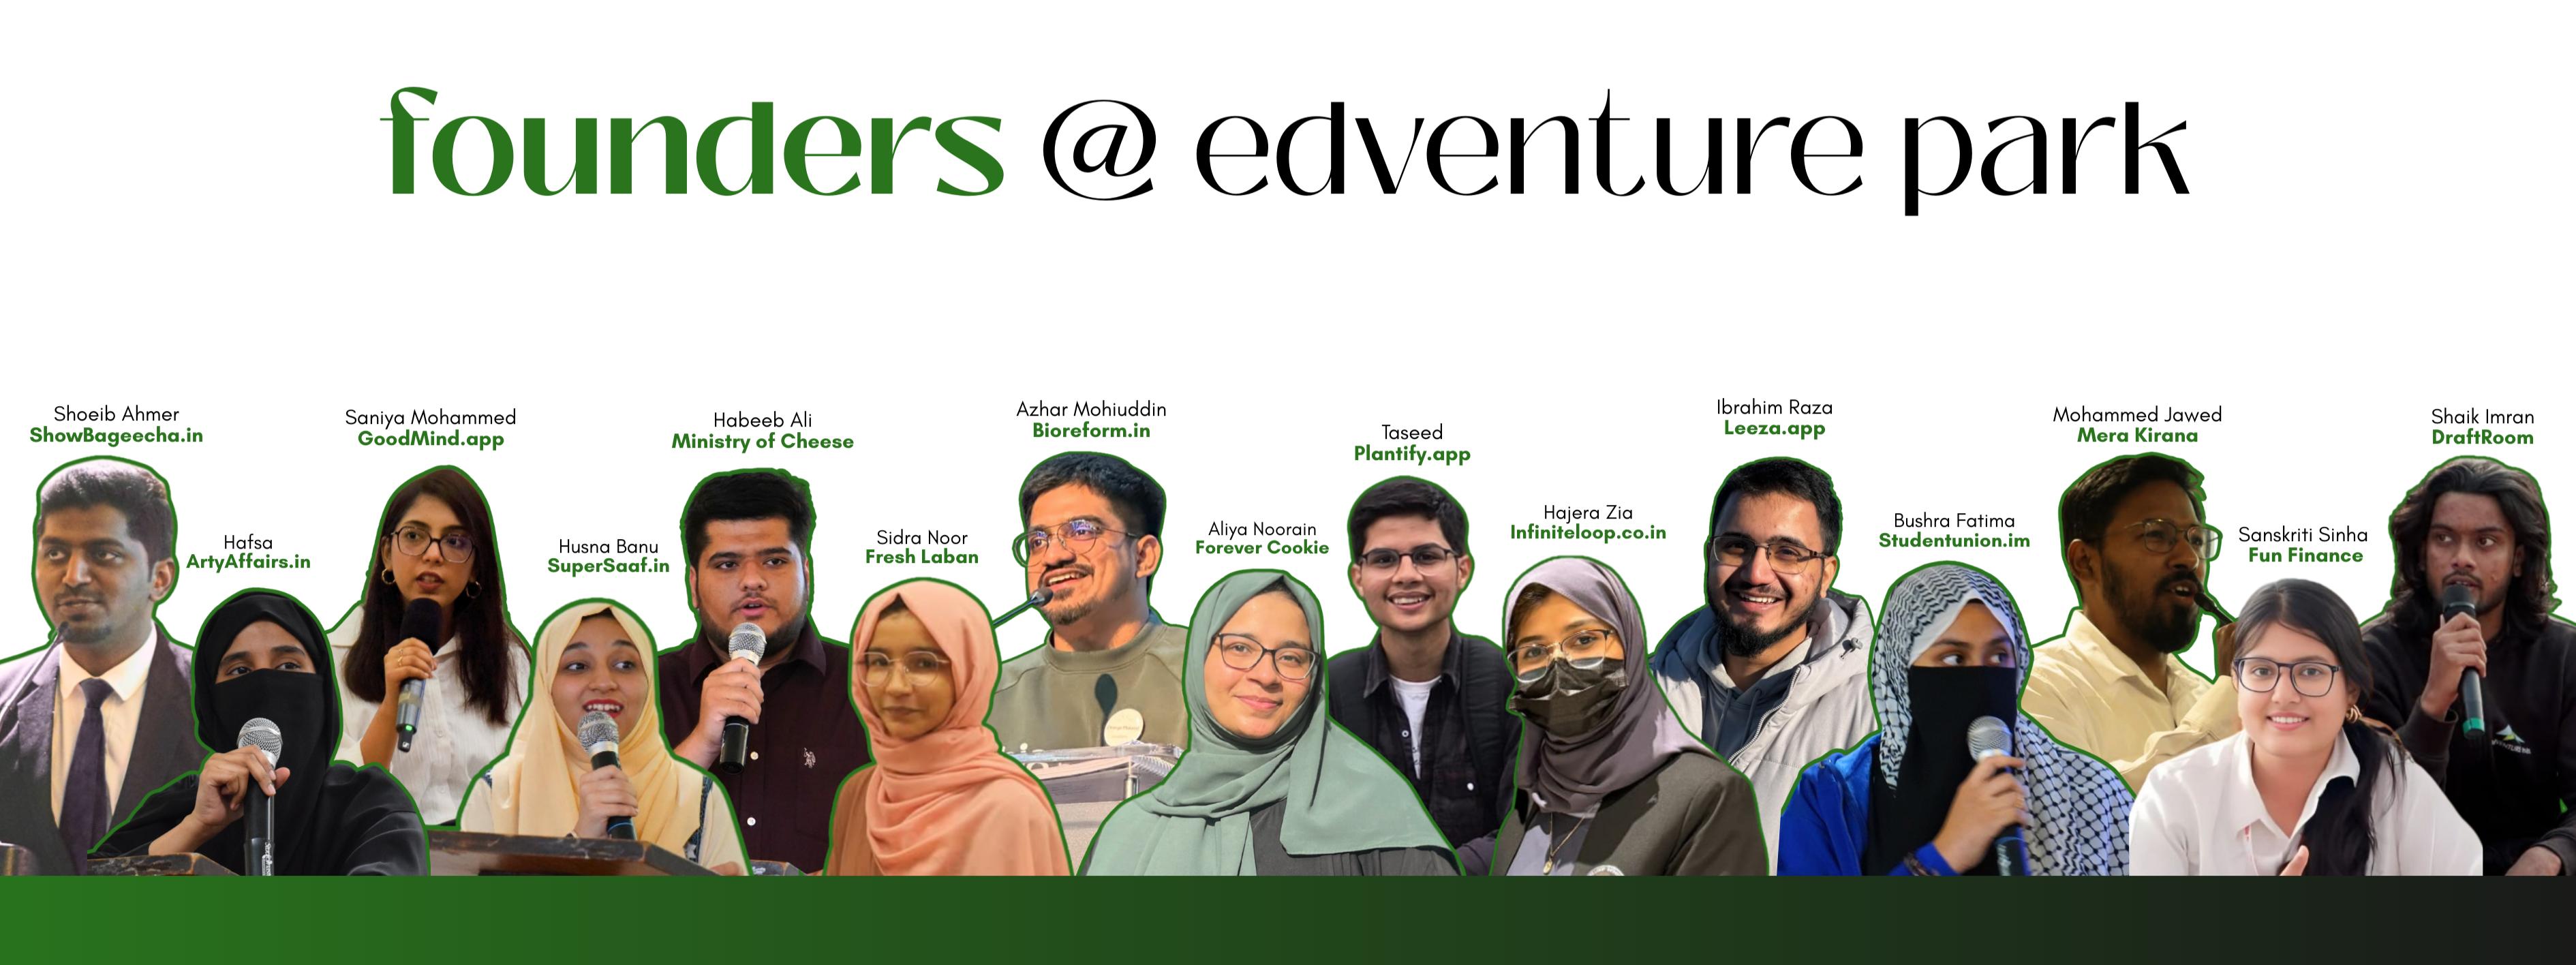 founders @ edventure park
Shoeib Ahmer
ShowBageecha.in
Hafsa
ArtyAffairs.in
Saniya Mohammed
GoodMind.app
Husna Banu
SuperSaaf.in
Habeeb Ali
Ministry of Cheese
Sidra Noor
Fresh Laban
Azhar Mohiuddin
Bioreform.in
Aliya Noorain
Forever Cookie
Taseed
Plantify.app
Hajera Zia
Infiniteloop.co.in
Ibrahim Raza
Leeza.app
Bushra Fatima
Studentunion.im
Mohammed Jawed
Mera Kirana
Sanskriti Sinha
Fun Finance
Shaik Imran
DraftRoom